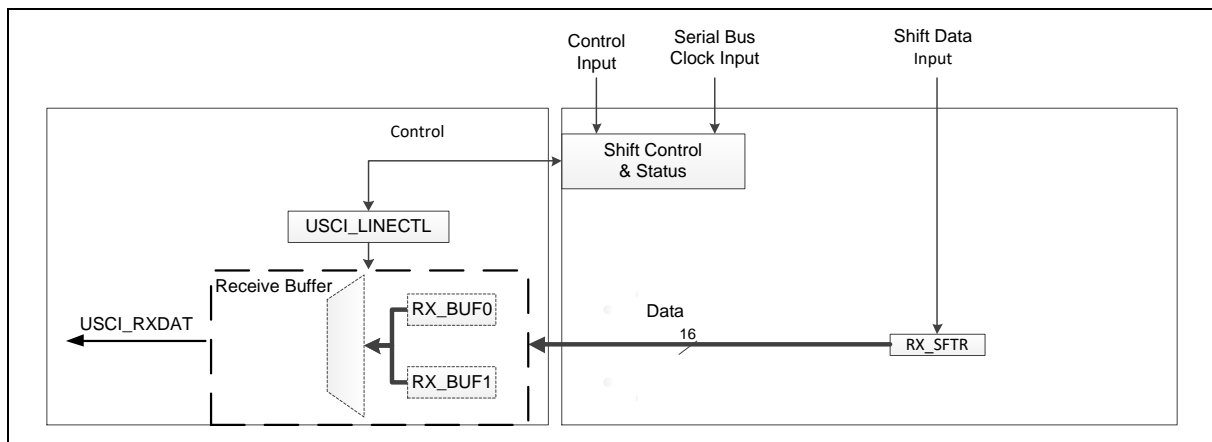 Control
Input
Serial Bus
Clock Input
Shift Data
Input
Control
Shift Control
& Status
USCI_LINECTL
Receive Buffer
RX_BUF0
USCI_RXDAT
Data
16
RX_SFTR
RX_BUF1